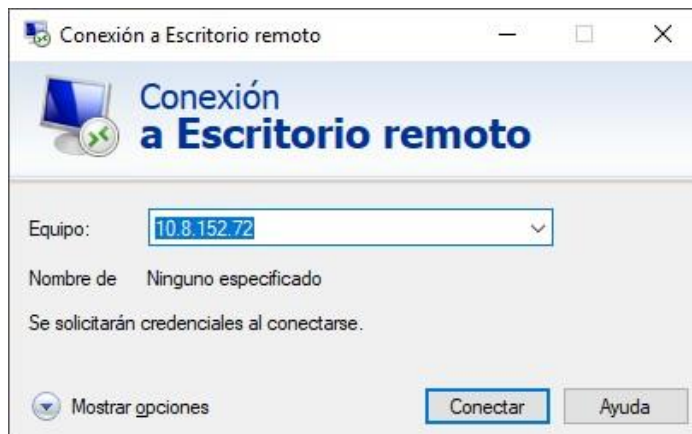 Conexión a Escritorio remoto
Conexión
a Escritorio remoto
Equipo: 10.8.152.72
Nombre de Ninguno especificado
Se solicitarán credenciales al conectarse.
Mostrar opciones Conectar Ayuda